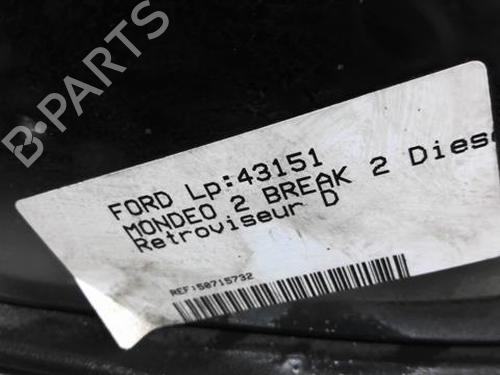 B-PARTS
FORD Lp:43151
MONDEO 2 BREAK 2 Dies
Retroviseur D
REF:50715732